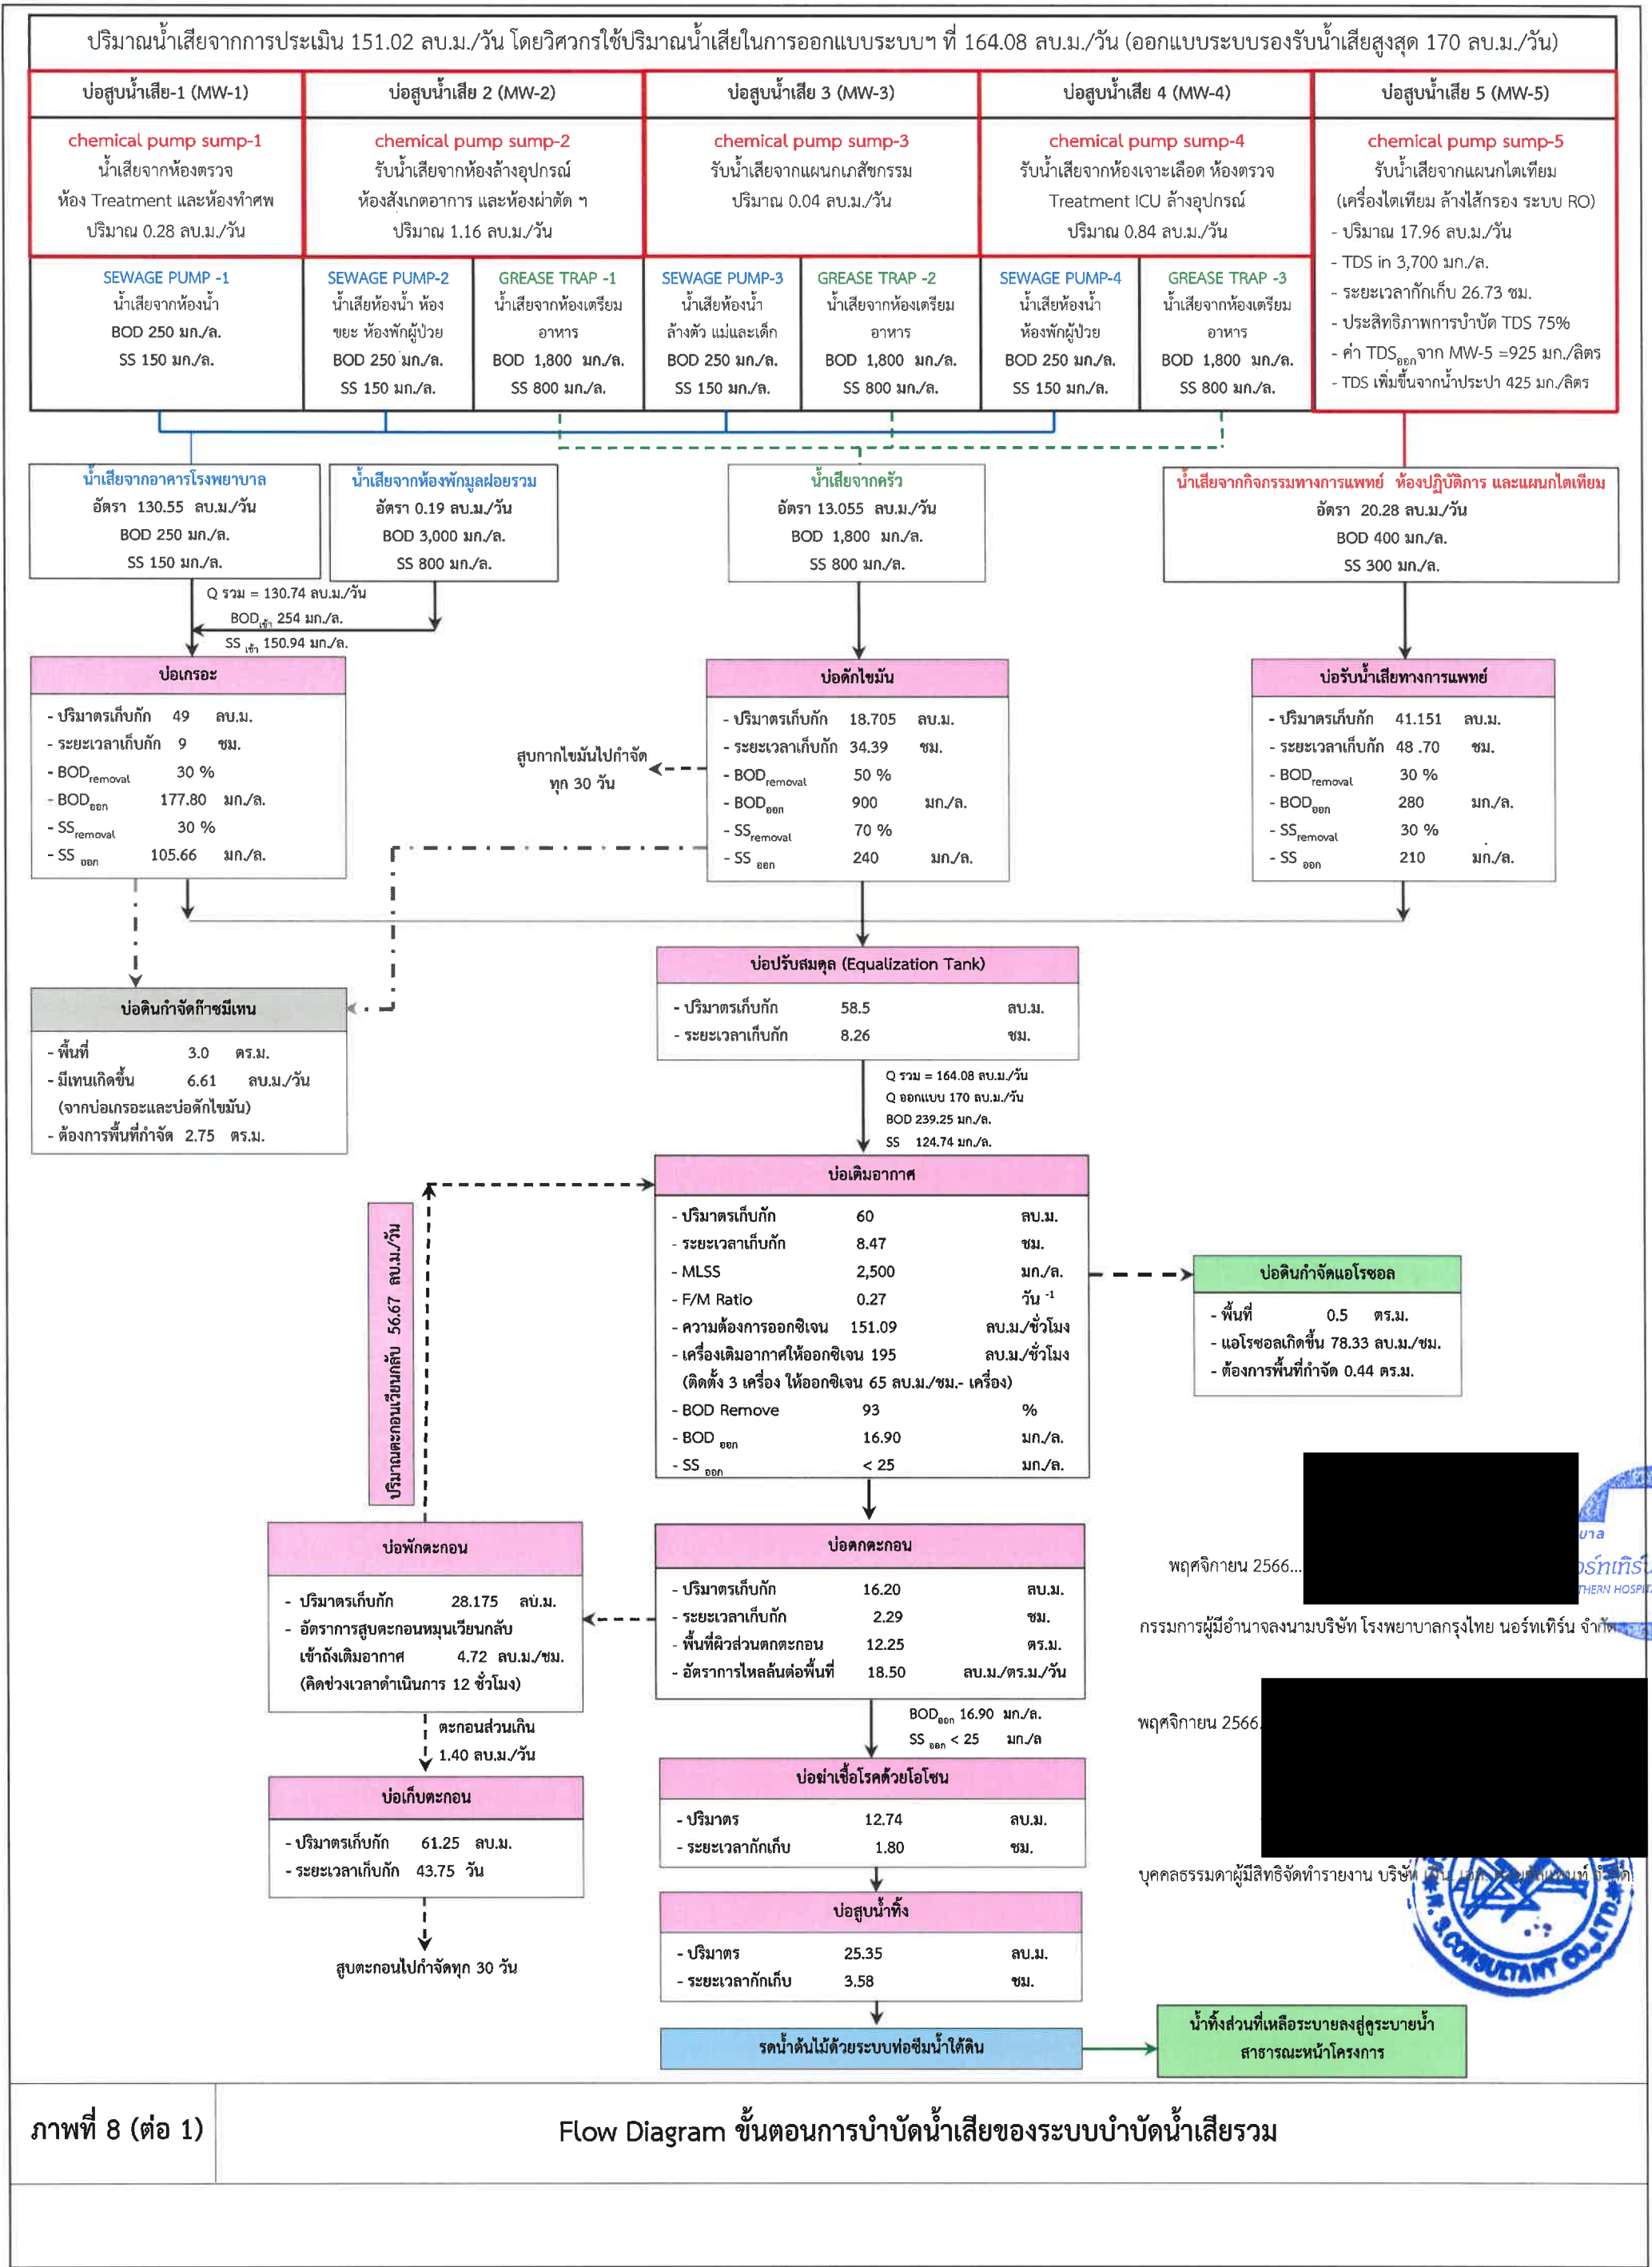 ปริมาณน้ำเสียจากการประเมิน 151.02 ลบ.ม./วัน โดยวิศวกรใช้ปริมาณน้ำเสียในการออกแบบระบบฯ ที่ 164.08 ลบ.ม./วัน (ออกแบบระบบรองรับน้ำเสียสูงสุด 170 ลบ.ม./วัน)
บ่อสูบน้ำเสีย-1 (MW-1)
chemical pump sump-1
น้ำเสียจากห้องตรวจ
ห้อง Treatment และห้องทำศพ
ปริมาณ 0.28 ลบ.ม./วัน
SEWAGE PUMP -1
น้ำเสียจากห้องน้ำ
BOD 250 มก./ล.
SS 150 มก./ล.
บ่อสูบน้ำเสีย 2 (MW-2)
chemical pump sump-2
รับน้ำเสียจากห้องล้างอุปกรณ์
ห้องสังเกตอาการ และห้องผ่าตัด ฯ
ปริมาณ 1.16 ลบ.ม./วัน
SEWAGE PUMP-2
น้ำเสียห้องน้ำ ห้อง
ขยะ ห้องพักผู้ป่วย
BOD 250 มก./ล.
SS 150 มก./ล.
GREASE TRAP -1
น้ำเสียจากห้องเตรียม
อาหาร
BOD 1,800 มก./ล.
SS 800 มก./ล.
บ่อสูบน้ำเสีย 3 (MW-3)
chemical pump sump-3
รับน้ำเสียจากแผนกเภสัชกรรม
ปริมาณ 0.04 ลบ.ม./วัน
SEWAGE PUMP-3
น้ำเสียห้องน้ำ
ล้างตัว แม่และเด็ก
BOD 250 มก./ล.
SS 150 มก./ล.
GREASE TRAP -2
น้ำเสียจากห้องเตรียม
อาหาร
BOD 1,800 มก./ล.
SS 800 มก./ล.
บ่อสูบน้ำเสีย 4 (MW-4)
chemical pump sump-4
รับน้ำเสียจากห้องเจาะเลือด ห้องตรวจ
Treatment ICU ล้างอุปกรณ์
ปริมาณ 0.84 ลบ.ม./วัน
SEWAGE PUMP-4
น้ำเสียห้องน้ำ
ห้องพักผู้ป่วย
BOD 250 มก./ล.
SS 150 มก./ล.
GREASE TRAP -3
น้ำเสียจากห้องเตรียม
อาหาร
BOD 1,800 มก./ล.
SS 800 มก./ล.
บ่อสูบน้ำเสีย 5 (MW-5)
chemical pump sump-5
รับน้ำเสียจากแผนกไตเทียม
(เครื่องไตเทียม ล้างไส้กรอง ระบบ RO)
- ปริมาณ 17.96 ลบ.ม./วัน
- TDS in 3,700 มก./ล.
- ระยะเวลากักเก็บ 26.73 ชม.
- ประสิทธิภาพการบำบัด TDS 75%
- ค่า TDSออกจาก MW-5 =925 มก./ลิตร
- TDS เพิ่มขึ้นจากน้ำประปา 425 มก./ลิตร
น้ำเสียจากอาคารโรงพยาบาล
อัตรา 130.55 ลบ.ม./วัน
BOD 250 มก./ล.
SS 150 มก./ล.
น้ำเสียจากห้องพักมูลฝอยรวม
อัตรา 0.19 ลบ.ม./วัน
BOD 3,000 มก./ล.
SS 800 มก./ล.
น้ำเสียจากครัว
อัตรา 13.055 ลบ.ม./วัน
BOD 1,800 มก./ล.
SS 800 มก./ล.
น้ำเสียจากกิจกรรมทางการแพทย์ ห้องปฏิบัติการ และแผนกไตเทียม
อัตรา 20.28 ลบ.ม./วัน
BOD 400 มก./ล.
SS 300 มก./ล.
Q รวม = 130.74 ลบ.ม./วัน
BODเข้า 254 มก./ล.
SS เข้า 150.94 มก./ล.
บ่อเกรอะ
- ปริมาตรเก็บกัก 49 ลบ.ม.
- ระยะเวลาเก็บกัก 9 ชม.
- BODremoval 30 %
- BODออก 177.80 มก./ล.
- SSremoval 30 %
- SS ออก 105.66 มก./ล.
สูบกากไขมันไปกำจัด
ทุก 30 วัน
บ่อดักไขมัน
- ปริมาตรเก็บกัก 18.705 ลบ.ม.
- ระยะเวลาเก็บกัก 34.39 ชม.
- BODremoval 50 %
- BODออก 900 มก./ล.
- SSremoval 70 %
- SS ออก 240 มก./ล.
บ่อรับน้ำเสียทางการแพทย์
- ปริมาตรเก็บกัก 41.151 ลบ.ม.
- ระยะเวลาเก็บกัก 48 .70 ชม.
- BODremoval 30 %
- BODออก 280 มก./ล.
- SSremoval 30 %
- SS ออก 210 มก./ล.
บ่อปรับสมดุล (Equalization Tank)
- ปริมาตรเก็บกัก 58.5 ลบ.ม.
- ระยะเวลาเก็บกัก 8.26 ชม.
บ่อดินกำจัดก๊าซมีเทน
- พื้นที่ 3.0 ตร.ม.
- มีเทนเกิดขึ้น 6.61 ลบ.ม./วัน
(จากบ่อเกรอะและบ่อดักไขมัน)
- ต้องการพื้นที่กำจัด 2.75 ตร.ม.
Q รวม = 164.08 ลบ.ม./วัน
Q ออกแบบ 170 ลบ.ม./วัน
BOD 239.25 มก./ล.
SS 124.74 มก./ล.
บ่อเติมอากาศ
- ปริมาตรเก็บกัก 60 ลบ.ม.
- ระยะเวลาเก็บกัก 8.47 ชม.
- MLSS 2,500 มก./ล.
- F/M Ratio 0.27 วัน -1
- ความต้องการออกซิเจน 151.09 ลบ.ม./ชั่วโมง
- เครื่องเติมอากาศให้ออกซิเจน 195 ลบ.ม./ชั่วโมง
(ติดตั้ง 3 เครื่อง ให้ออกซิเจน 65 ลบ.ม./ชม.- เครื่อง)
- BOD Remove 93 %
- BOD ออก 16.90 มก./ล.
- SS ออก < 25 มก./ล.
ปริมาณตะกอนเวียนกลับ 56.67 ลบ.ม./วัน
บ่อดินกำจัดแอโรซอล
- พื้นที่ 0.5 ตร.ม.
- แอโรซอลเกิดขึ้น 78.33 ลบ.ม./ชม.
- ต้องการพื้นที่กำจัด 0.44 ตร.ม.
บ่อพักตะกอน
- ปริมาตรเก็บกัก 28.175 ลบ.ม.
- อัตราการสูบตะกอนหมุนเวียนกลับ
เข้าถังเติมอากาศ 4.72 ลบ.ม./ชม.
(คิดช่วงเวลาดำเนินการ 12 ชั่วโมง)
บ่อตกตะกอน
- ปริมาตรเก็บกัก 16.20 ลบ.ม.
- ระยะเวลาเก็บกัก 2.29 ชม.
- พื้นที่ผิวส่วนตกตะกอน 12.25 ตร.ม.
- อัตราการไหลล้นต่อพื้นที่ 18.50 ลบ.ม./ตร.ม./วัน
พฤศจิกายน 2566...
กรรมการผู้มีอำนาจลงนามบริษัท โรงพยาบาลกรุงไทย นอร์ทเทิร์น จำกัด
ตะกอนส่วนเกิน
1.40 ลบ.ม./วัน
BODออก 16.90 มก./ล.
SS ออก < 25 มก./ล
พฤศจิกายน 2566.
บ่อเก็บตะกอน
- ปริมาตรเก็บกัก 61.25 ลบ.ม.
- ระยะเวลาเก็บกัก 43.75 วัน
สูบตะกอนไปกำจัดทุก 30 วัน
บ่อฆ่าเชื้อโรคด้วยโอโซน
- ปริมาตร 12.74 ลบ.ม.
- ระยะเวลากักเก็บ 1.80 ชม.
บุคคลธรรมดาผู้มีสิทธิจัดทำรายงาน บริษัท
CONSULTANT CO.,LTD.
บ่อสูบน้ำทิ้ง
- ปริมาตร 25.35 ลบ.ม.
- ระยะเวลากักเก็บ 3.58 ชม.
รดน้ำต้นไม้ด้วยระบบท่อซึมน้ำใต้ดิน
น้ำทิ้งส่วนที่เหลือระบายลงสู่คูระบายน้ำ
สาธารณะหน้าโครงการ
ภาพที่ 8 (ต่อ 1)
Flow Diagram ขั้นตอนการบำบัดน้ำเสียของระบบบำบัดน้ำเสียรวม